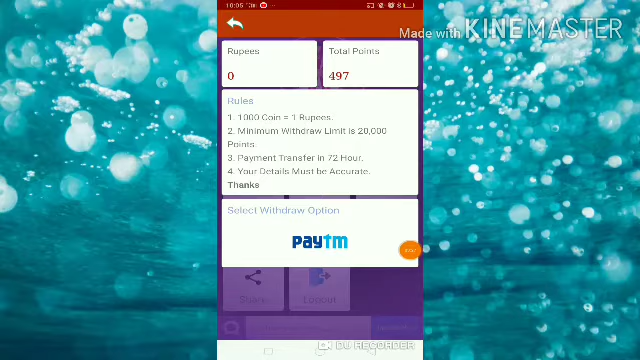 10:05
Made with KINEMASTER
Rupees
Total Points
0
497
Rules
1. 1000 Coin = 1 Rupees.
2. Minimum Withdraw Limit is 20,000
Points.
3. Payment Transfer in 72 Hour.
4. Your Details Must be Accurate.
Thanks
Select Withdraw Option
Paytm
Share
Logout
DU RECORDER